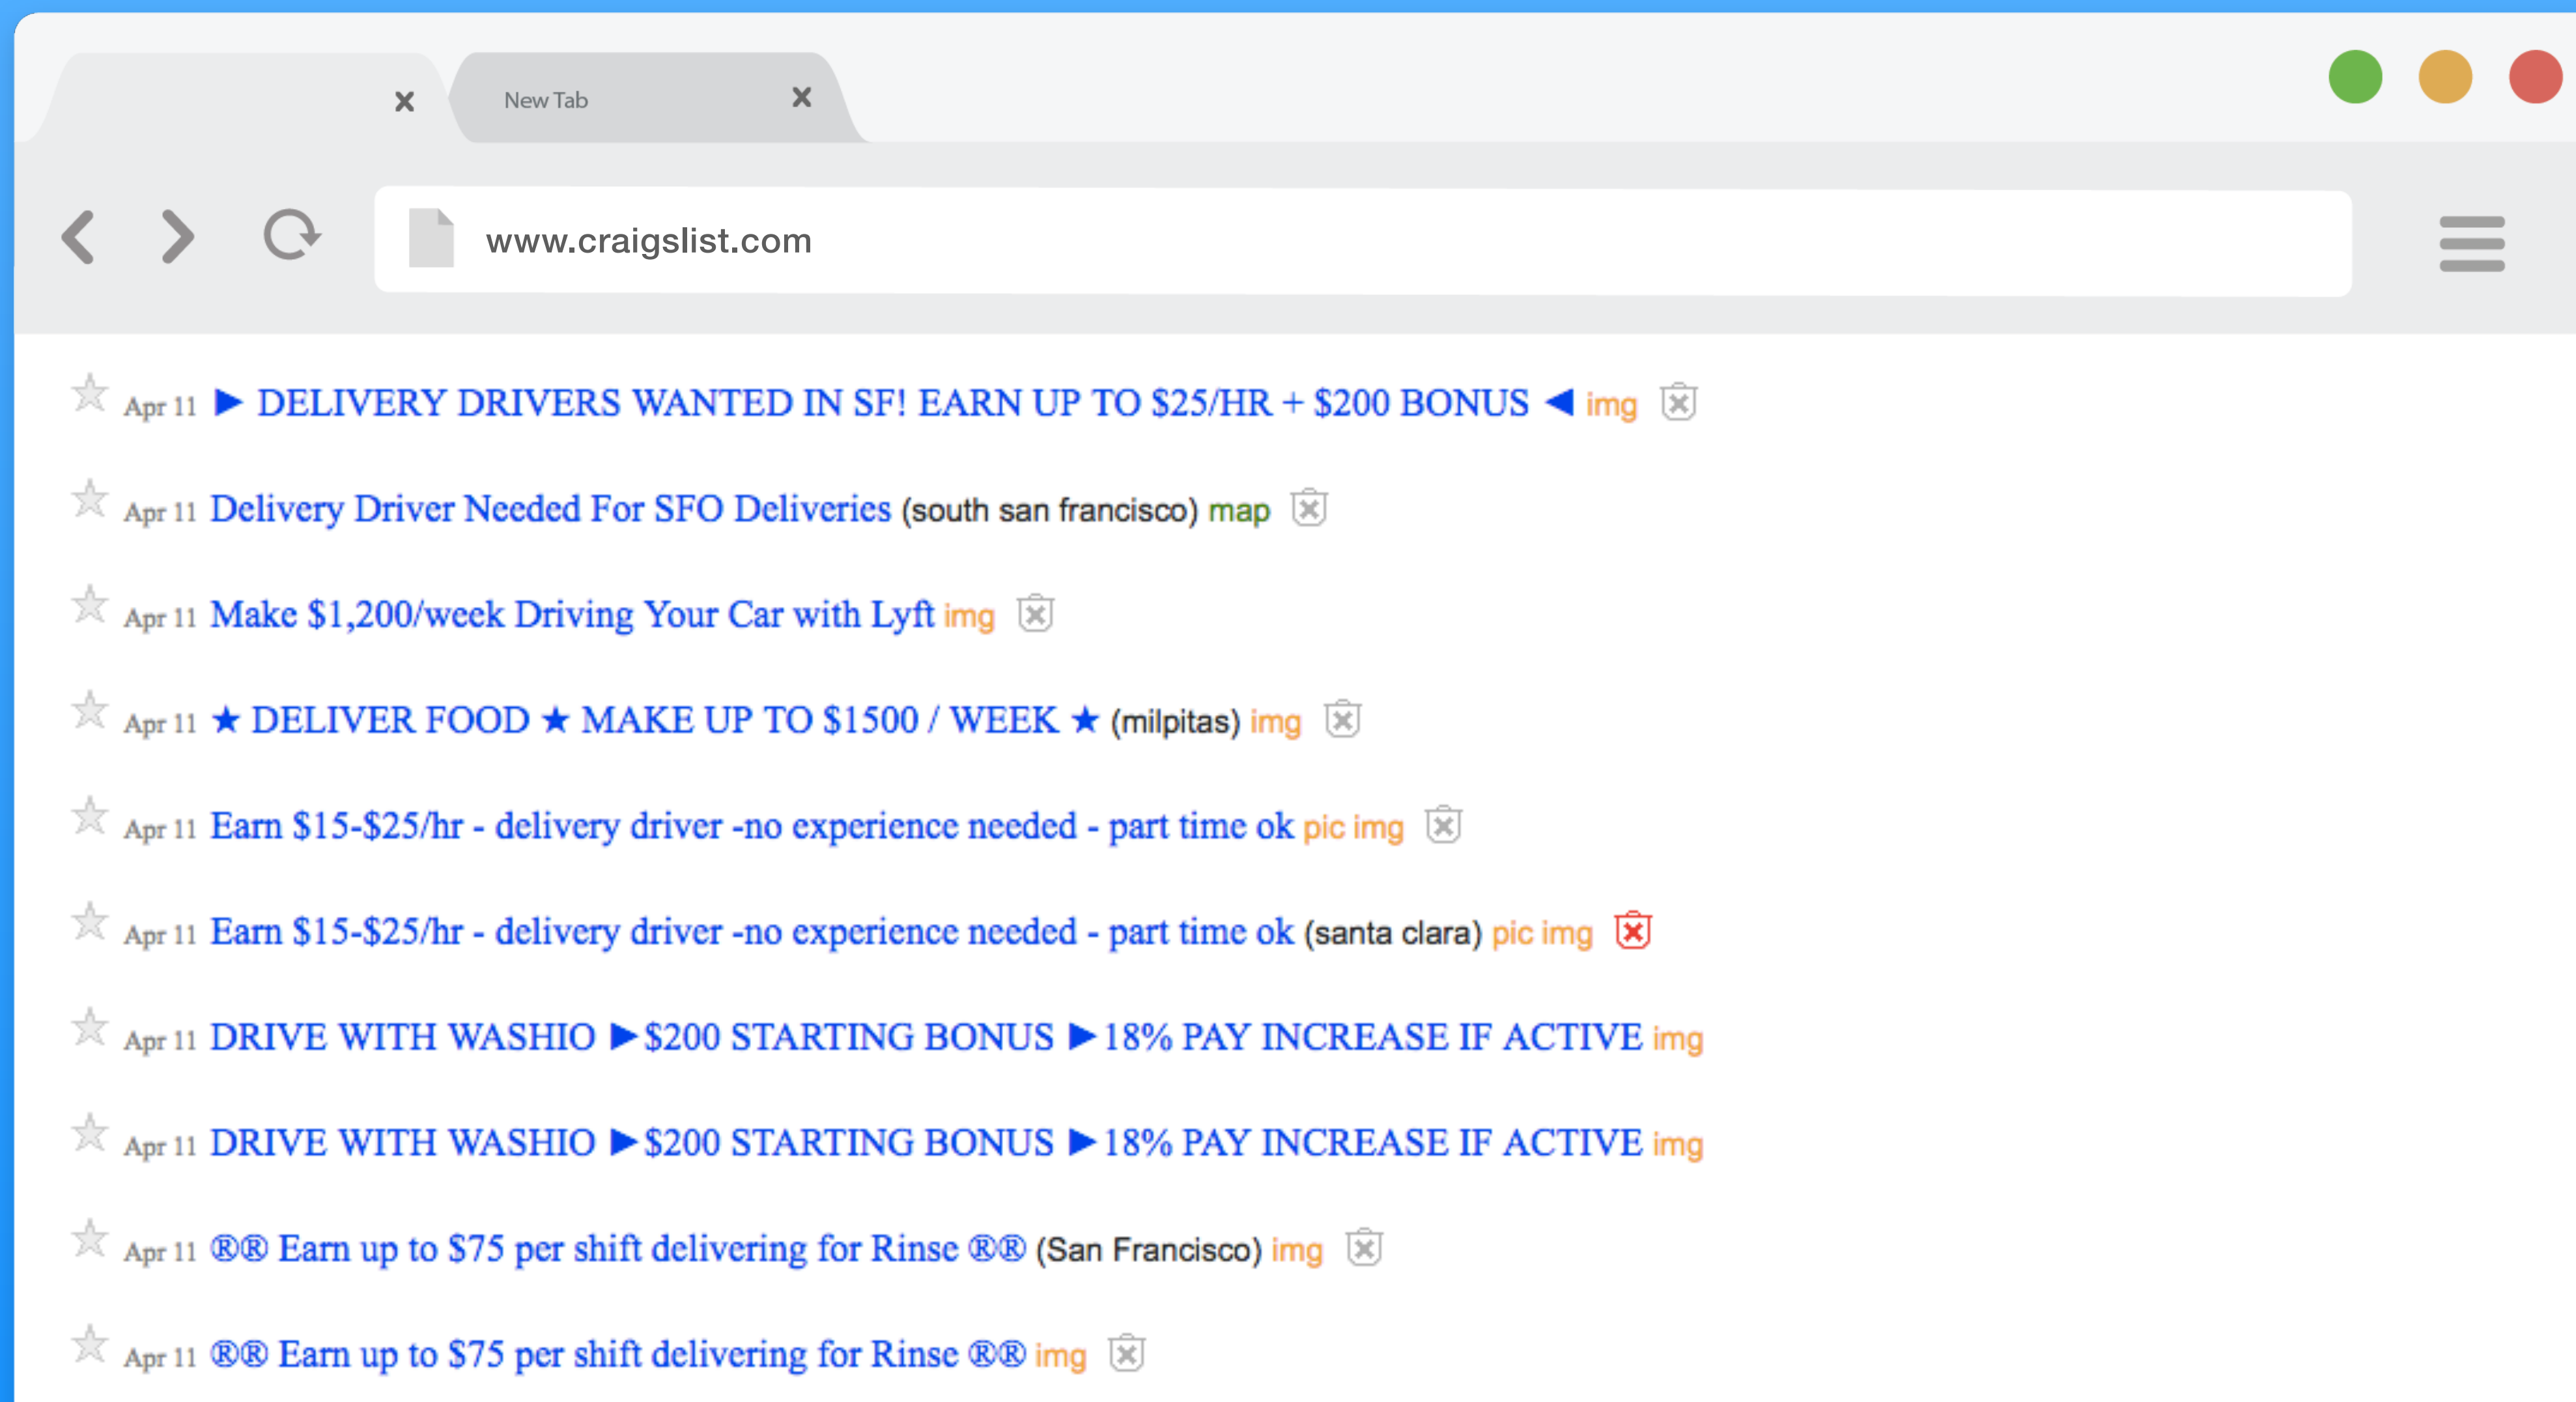 New Tab
www.craigslist.com
Apr 11 ► DELIVERY DRIVERS WANTED IN SF! EARN UP TO $25/HR + $200 BONUS ◄ img
Apr 11 Delivery Driver Needed For SFO Deliveries (south san francisco) map
Apr 11 Make $1,200/week Driving Your Car with Lyft img
Apr 11 ★ DELIVER FOOD ★ MAKE UP TO $1500 / WEEK ★ (milpitas) img
Apr 11 Earn $15-$25/hr - delivery driver -no experience needed - part time ok pic img
Apr 11 Earn $15-$25/hr - delivery driver -no experience needed - part time ok (santa clara) pic img
Apr 11 DRIVE WITH WASHIO ►$200 STARTING BONUS ►18% PAY INCREASE IF ACTIVE img
Apr 11 DRIVE WITH WASHIO ►$200 STARTING BONUS ►18% PAY INCREASE IF ACTIVE img
Apr 11 ®® Earn up to $75 per shift delivering for Rinse ®® (San Francisco) img
Apr 11 ®® Earn up to $75 per shift delivering for Rinse ®® img